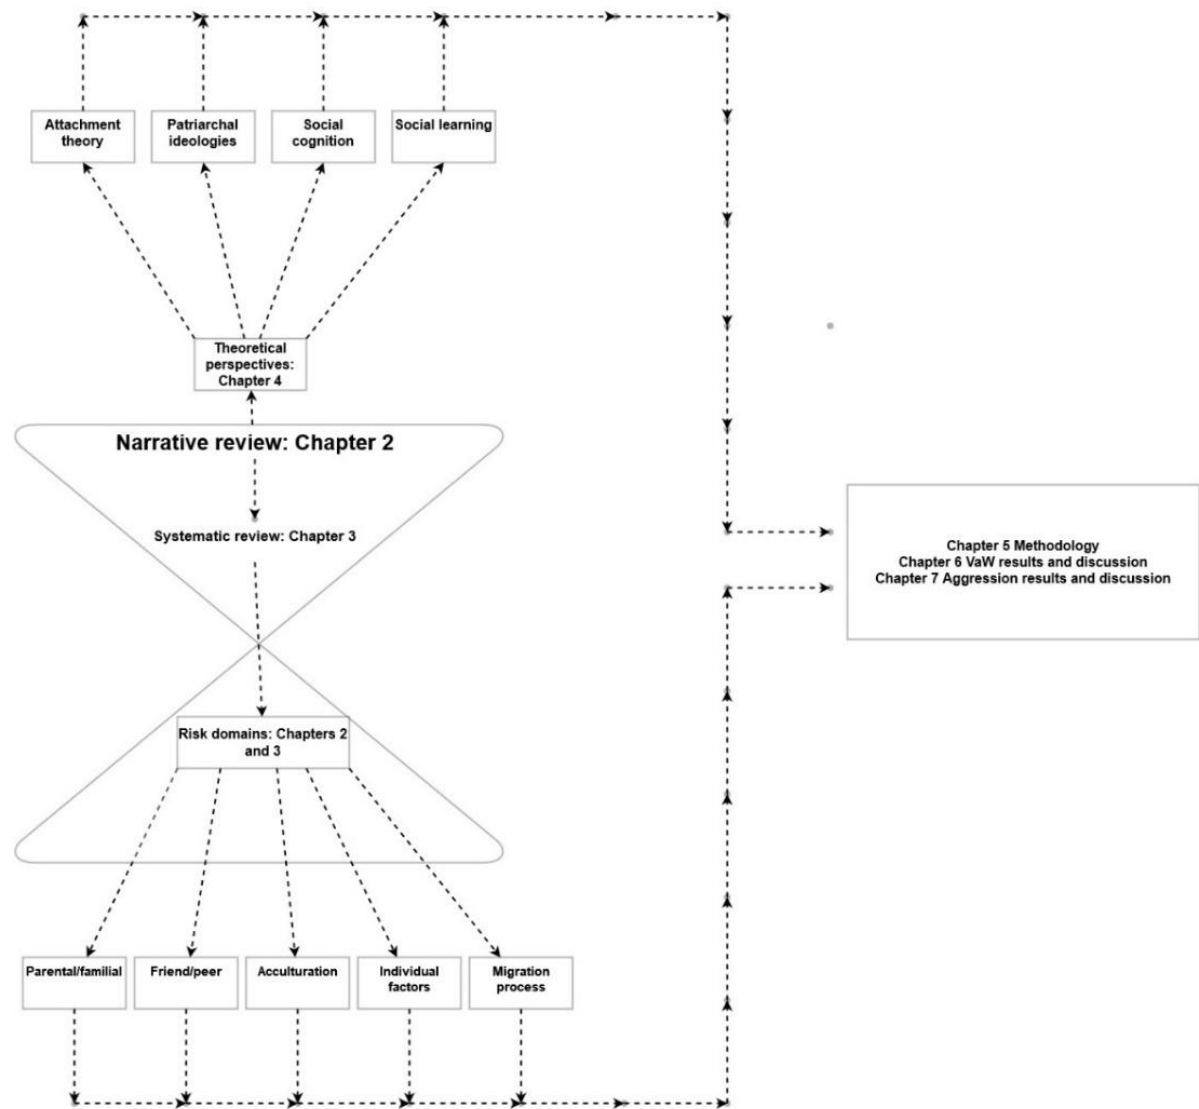 Attachment
theory
Patriarchal
ideologies
Social
cognition
Social learning
Theoretical
perspectives:
Chapter 4
Narrative review: Chapter 2
Systematic review: Chapter 3
Chapter 5 Methodology
Chapter 6 VaW results and discussion
Chapter 7 Aggression results and discussion
Risk domains: Chapters 2
and 3
Parental/familial
Friend/peer
Acculturation
Individual
factors
Migration
process